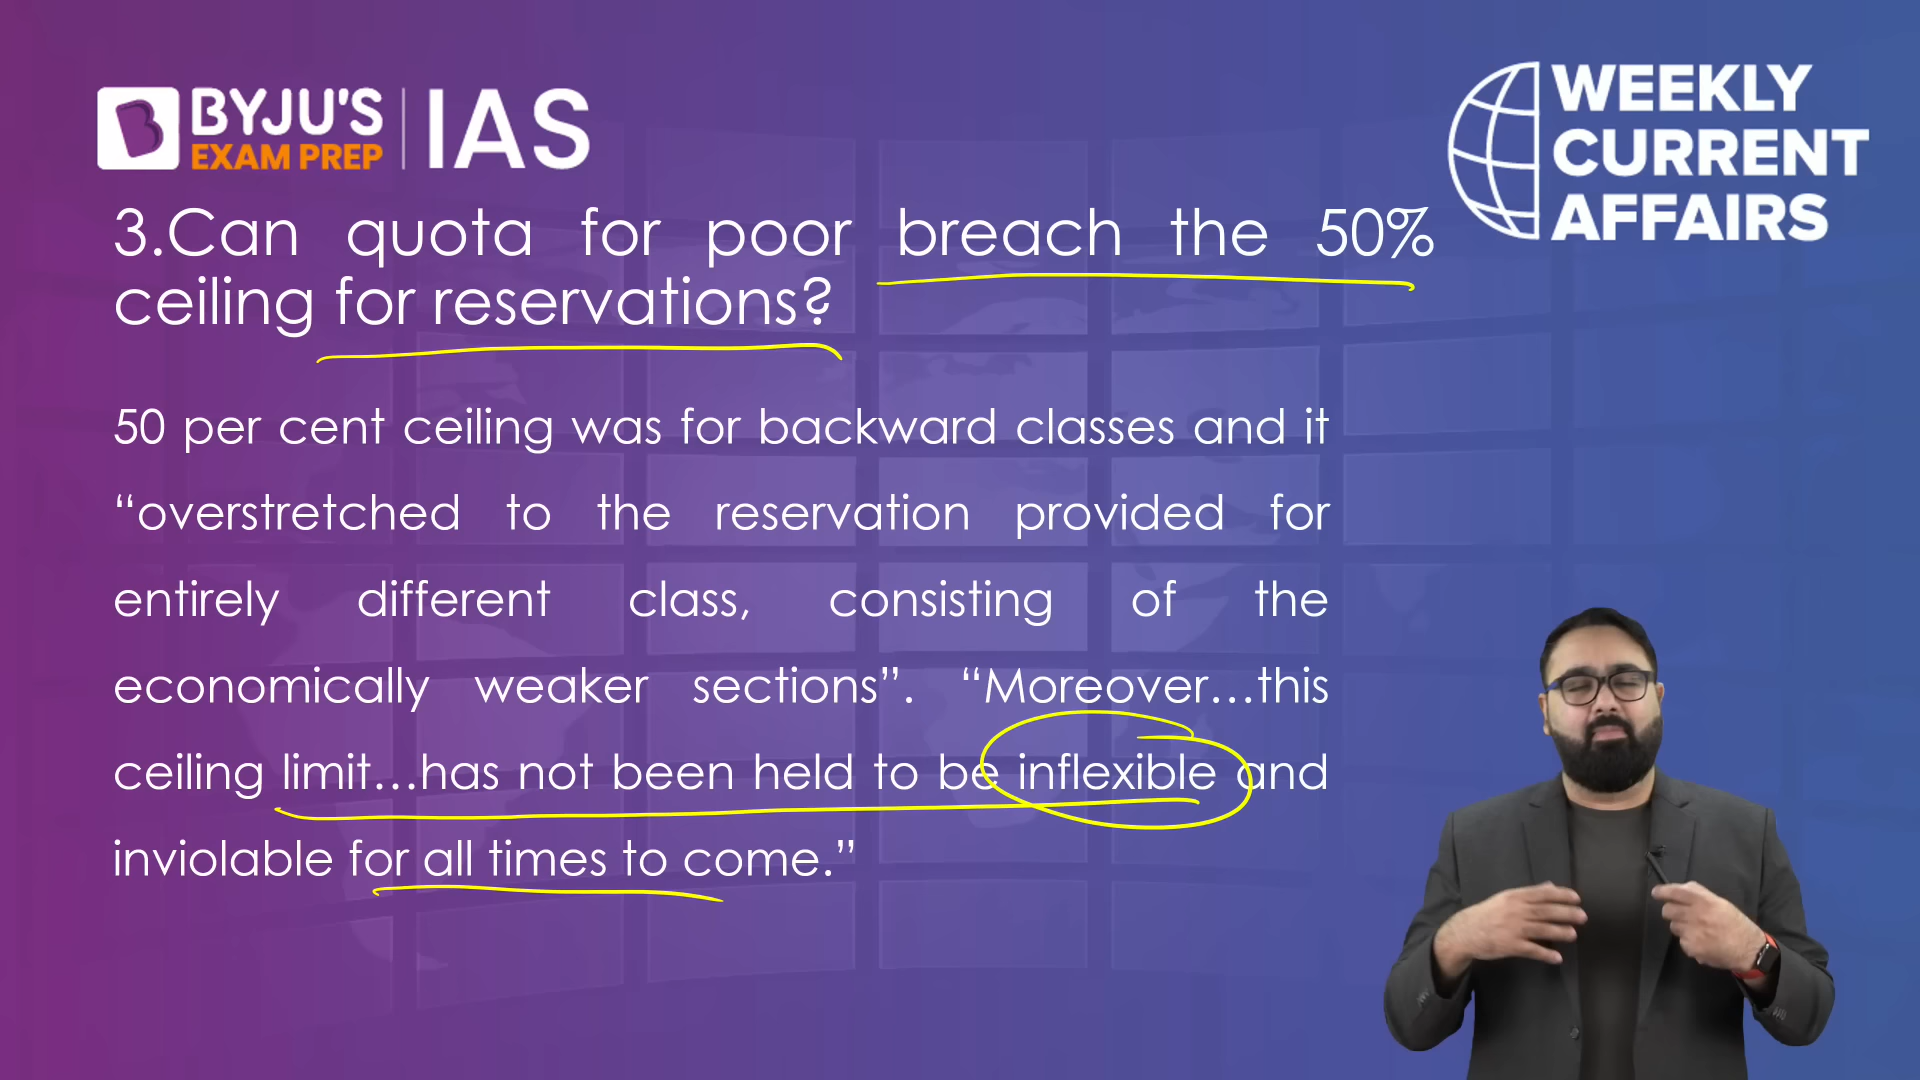 BYJU'S
EXAM PREP
IAS
WEEKLY
CURRENT
AFFAIRS
3.Can quota for poor breach the 50%
ceiling for reservations?
50 per cent ceiling was for backward classes and it
“overstretched to the reservation provided for
entirely different class, consisting of the
economically weaker sections”. “Moreover…this
ceiling limit…has not been held to be inflexible and
inviolable for all times to come.”